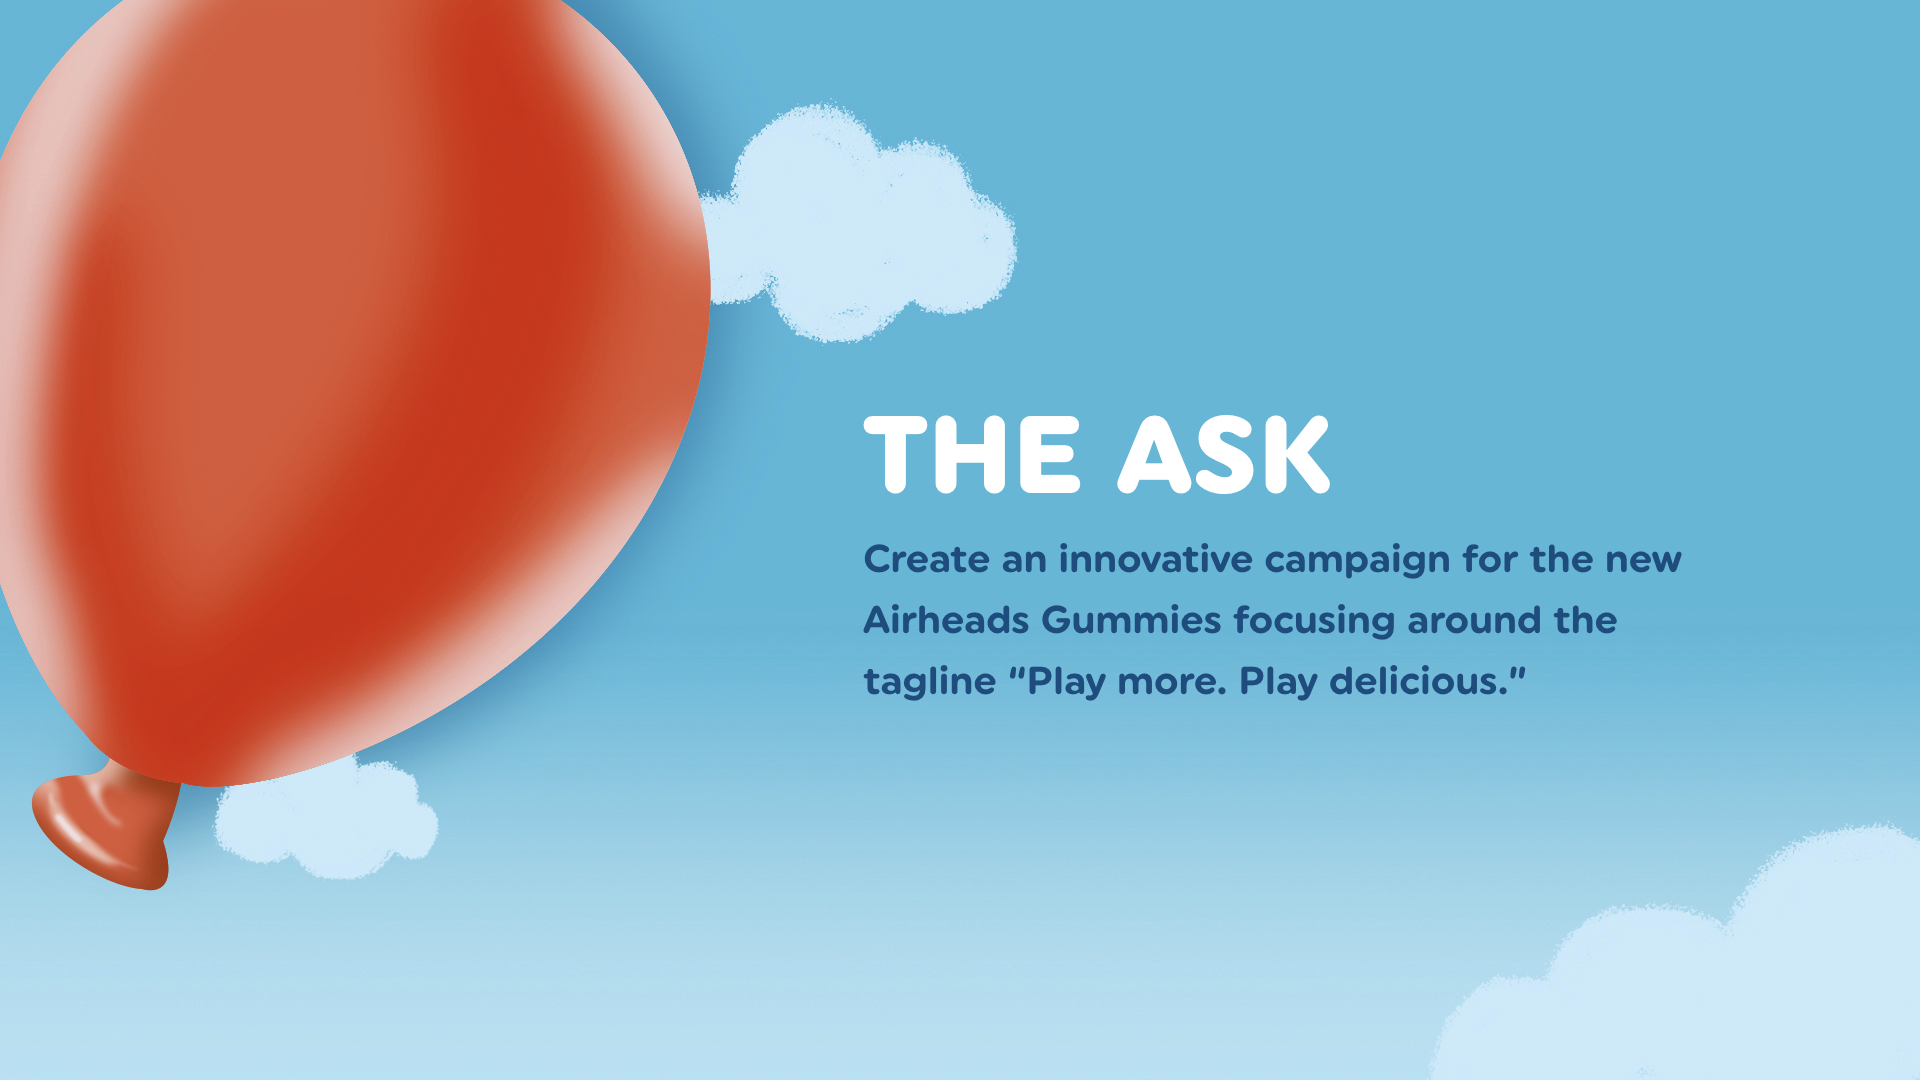 THE ASK
Create an innovative campaign for the new
Airheads Gummies focusing around the
tagline "Play more. Play delicious."